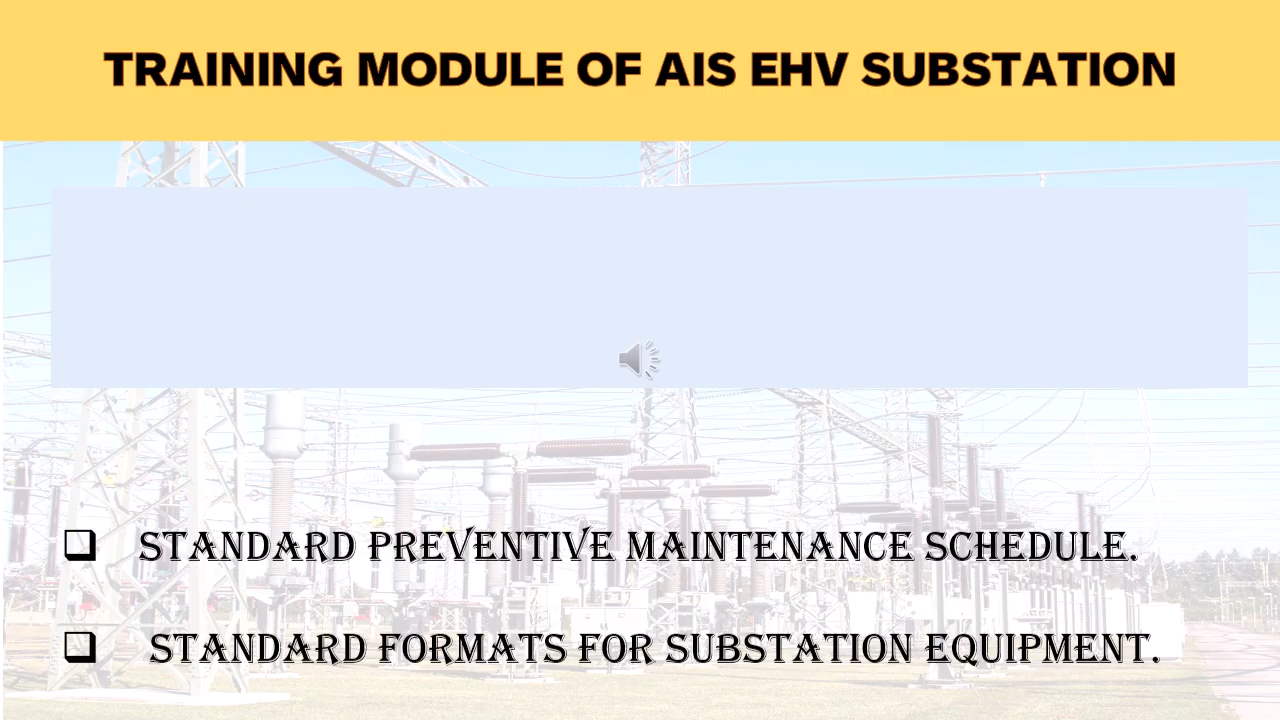 TRAINING MODULE OF AIS EHV SUBSTATION
STANDARD PREVENTIVE MAINTENANCE SCHEDULE.
STANDARD FORMATS FOR SUBSTATION EQUIPMENT.